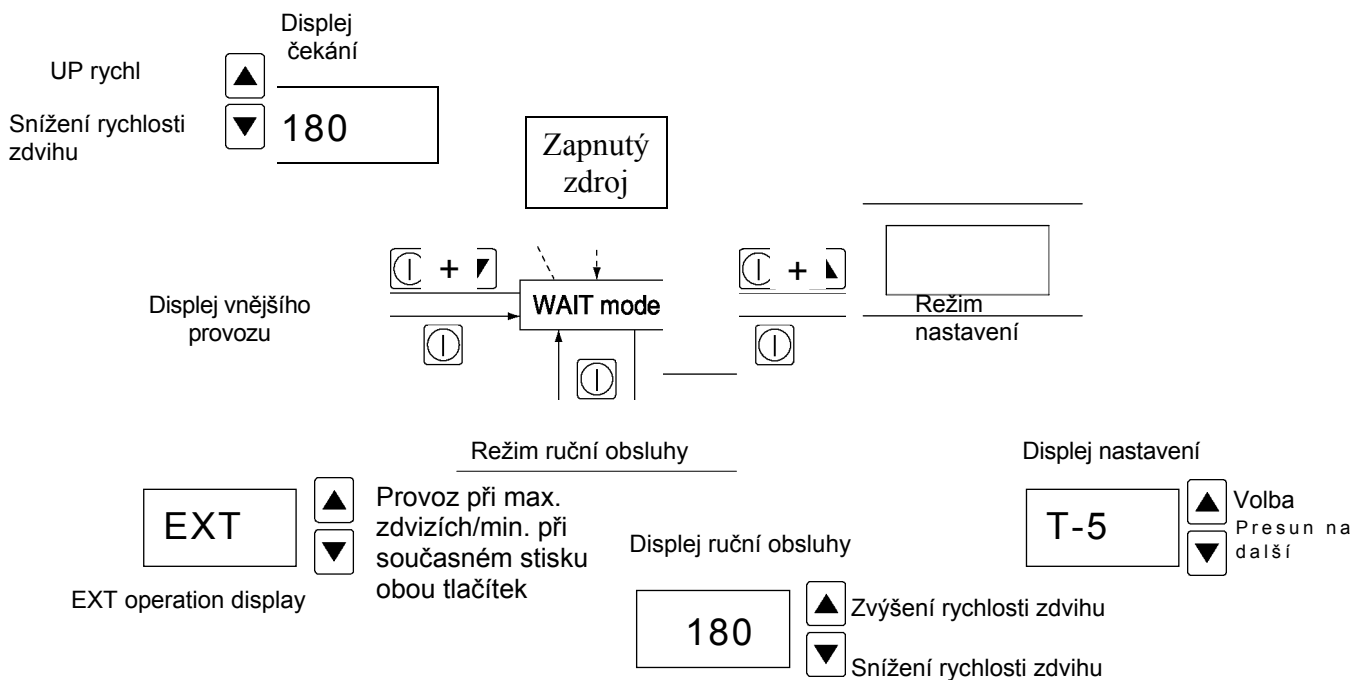 Displej
čekání
UP rychl
Snížení rychlosti
zdvihu
180
Zapnutý
zdroj
+
+
WAIT mode
Displej vnějšího
provozu
Režim
nastavení
Režim ruční obsluhy
Displej nastavení
EXT
Provoz při max.
zdvizích/min. při
současném stisku
obou tlačítek
EXT operation display
Displej ruční obsluhy
180
Zvýšení rychlosti zdvihu
Snížení rychlosti zdvihu
T-5
Volba
Presun na
další